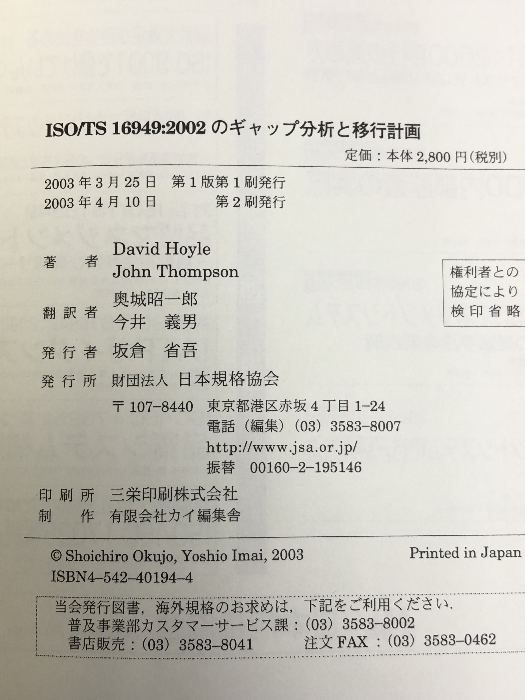 ISO/TS 16949:2002 のギャップ分析と移行計画
定価：本体 2,800 円(税別)
2003 年 3 月 25 日 第 1 版第 1 刷発行
2003 年 4 月 10 日 第 2 刷発行
著 者 David Hoyle
John Thompson
翻訳者 奥城昭一郎
今井 義男
発行者 坂倉 省吾
発行所 財団法人 日本規格協会
権利者との
協定により
検印省略
〒107-8440 東京都港区赤坂 4 丁目 1-24
電話（編集）(03) 3583-8007
http://www.jsa.or.jp/
振替 00160-2-195146
印刷所 三栄印刷株式会社
制 作 有限会社カイ編集舎
© Shoichiro Okujo, Yoshio Imai, 2003
Printed in Japan
ISBN4-542-40194-4
当会発行図書，海外規格のお求めは，下記をご利用ください．
普及事業部カスタマーサービス課：(03) 3583-8002
書店販売：(03) 3583-8041 注文 FAX：(03) 3583-0462